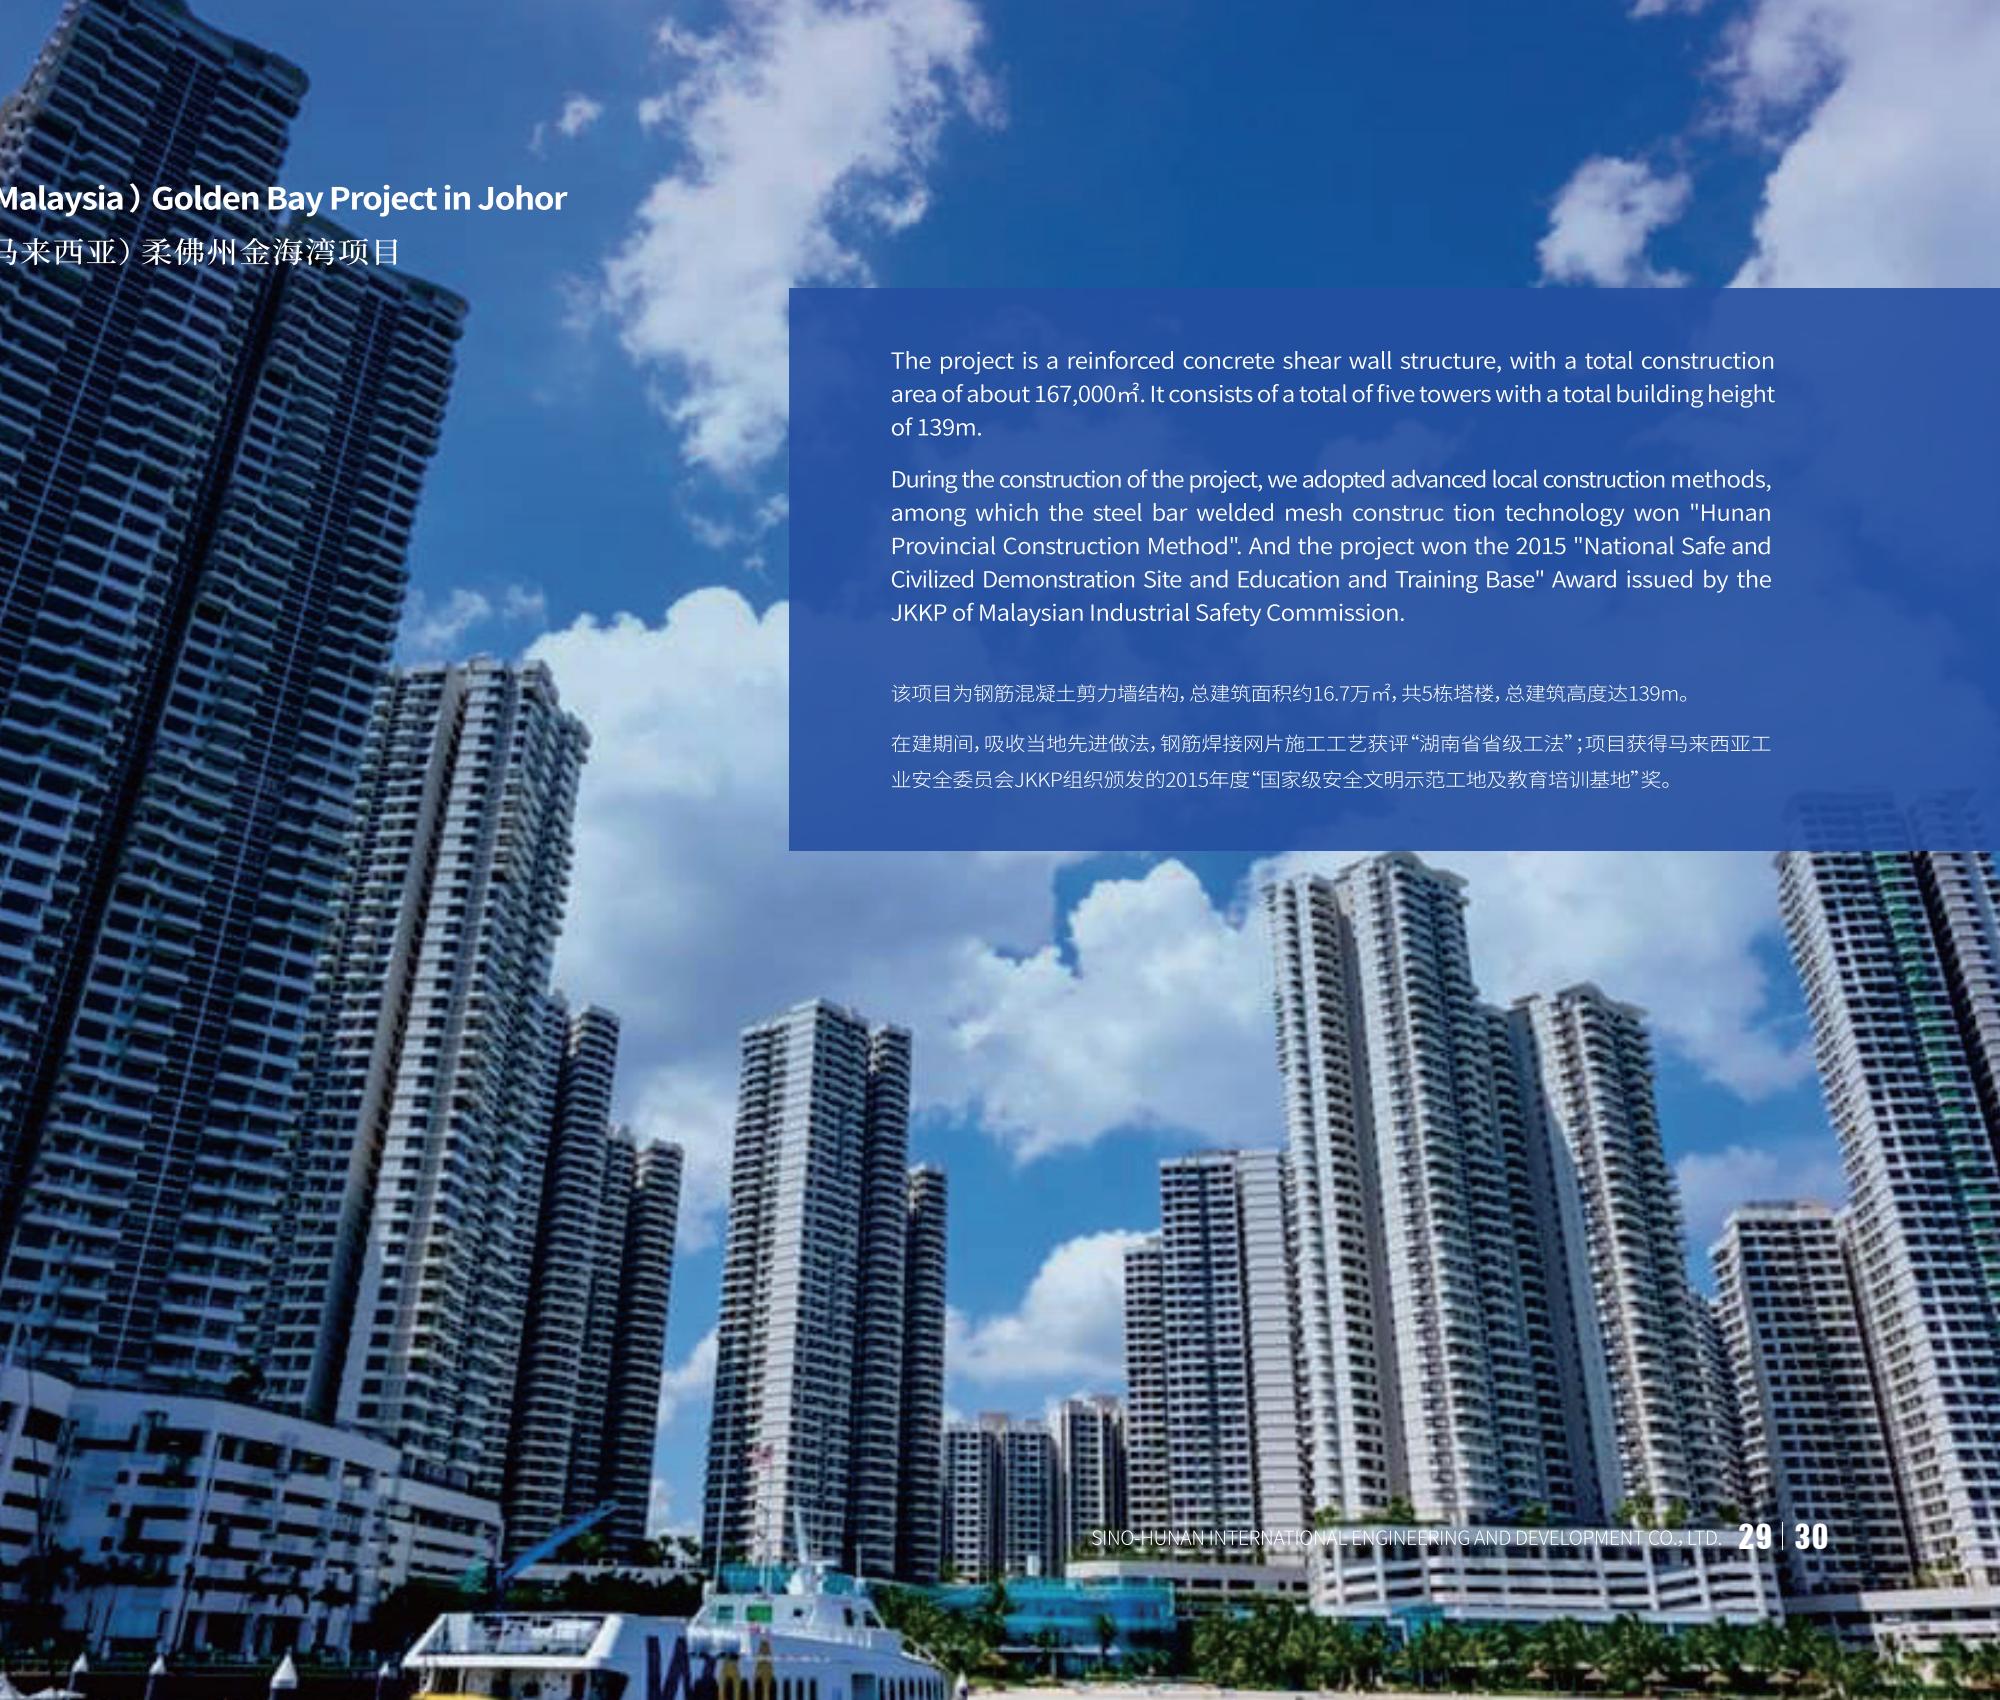 Malaysia）Golden Bay Project in Johor
马来西亚）柔佛州金海湾项目
The project is a reinforced concrete shear wall structure, with a total construction
area of about 167,000㎡. It consists of a total of five towers with a total building height
of 139m.
During the construction of the project, we adopted advanced local construction methods,
among which the steel bar welded mesh construc tion technology won "Hunan
Provincial Construction Method". And the project won the 2015 "National Safe and
Civilized Demonstration Site and Education and Training Base" Award issued by the
JKKP of Malaysian Industrial Safety Commission.
该项目为钢筋混凝土剪力墙结构，总建筑面积约16.7万㎡，共5栋塔楼，总建筑高度达139m。
在建期间，吸收当地先进做法，钢筋焊接网片施工工艺获评“湖南省省级工法”；项目获得马来西亚工
业安全委员会JKKP组织颁发的2015年度“国家级安全文明示范工地及教育培训基地”奖。
SINO-HUNAN INTERNATIONAL ENGINEERING AND DEVELOPMENT CO., LTD. 29 | 30